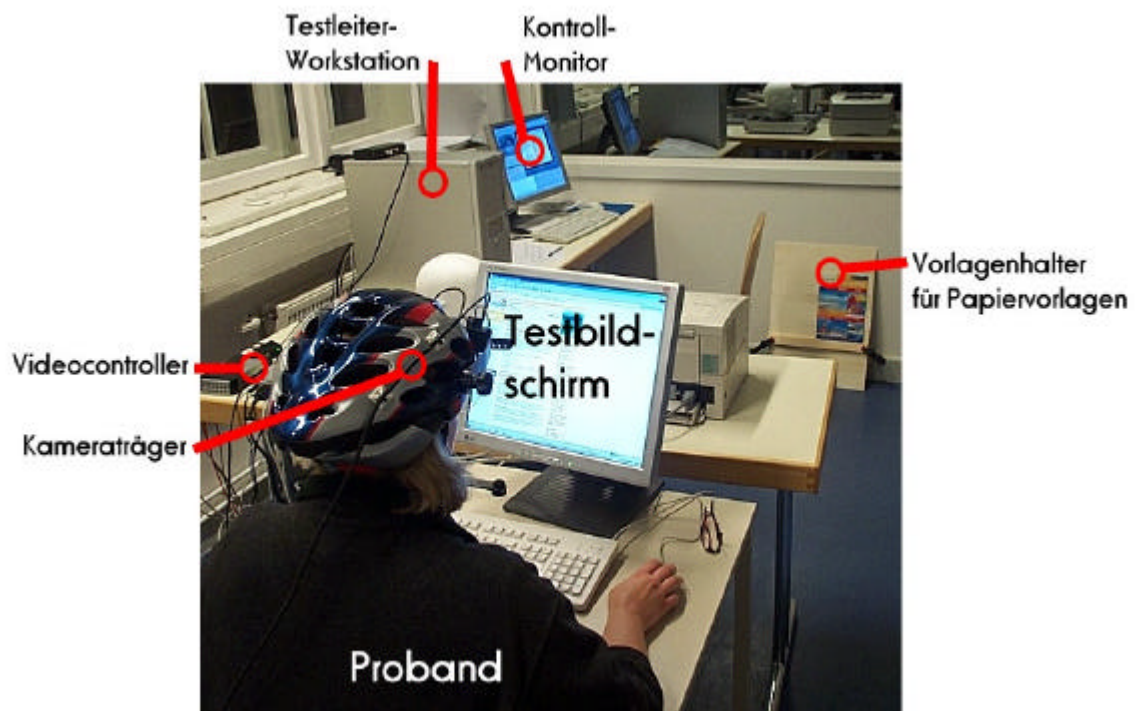 Testleiter-
Workstation
Kontroll-
Monitor
Vorlagenhalter
für Papiervorlagen
Testbild-
schirm
Videocontroller
Kameraträger
Proband